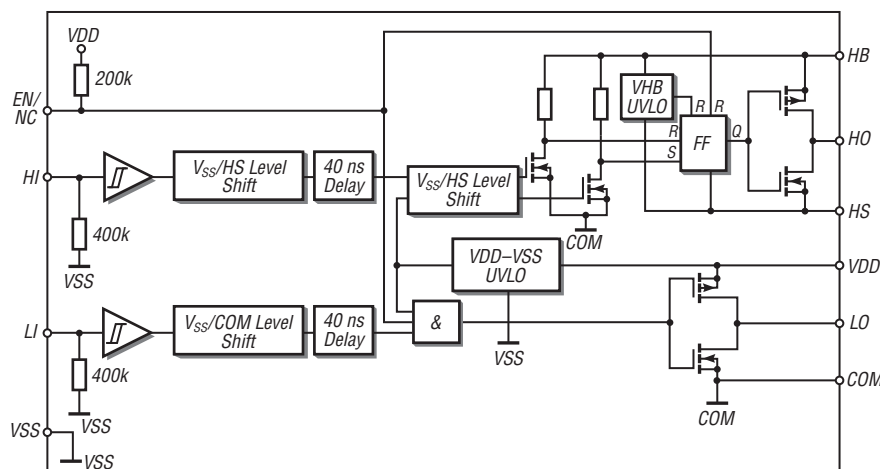 VDD
200k
EN/
NC
HI
400k
VSS
VSS/HS Level
Shift
40 ns
Delay
VSS/HS Level
Shift
COM
VHB
UVLO
R
R
R
S
FF
Q
HB
HO
HS
VDD
LO
COM
VDD–VSS
UVLO
VSS
LI
400k
VSS
VSS/COM Level
Shift
40 ns
Delay
&
COM
VSS
VSS